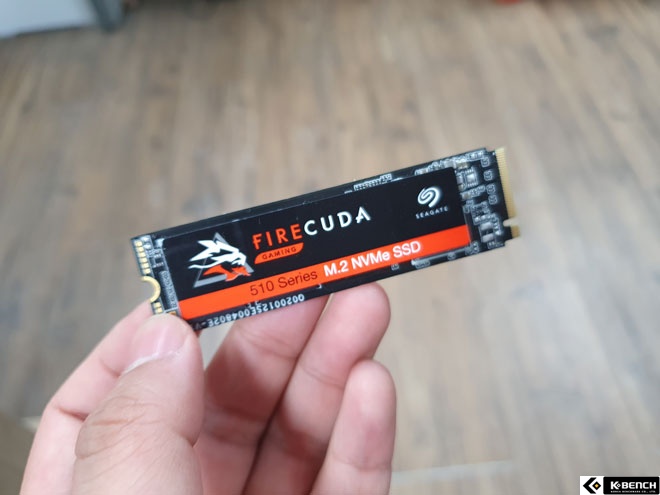 FIRECUDA
GAMING
SEAGATE
510 Series M.2 NVMe SSD
K-BENCH